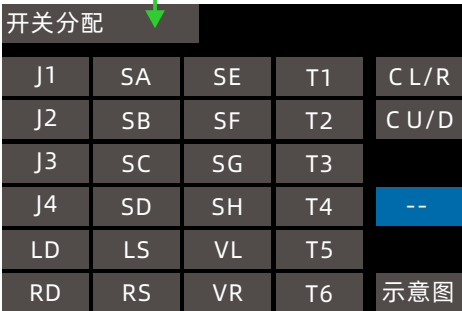 开关分配
J1 SA SE T1 C L/R
J2 SB SF T2 C U/D
J3 SC SG T3
J4 SD SH T4 --
LD LS VL T5
RD RS VR T6 示意图